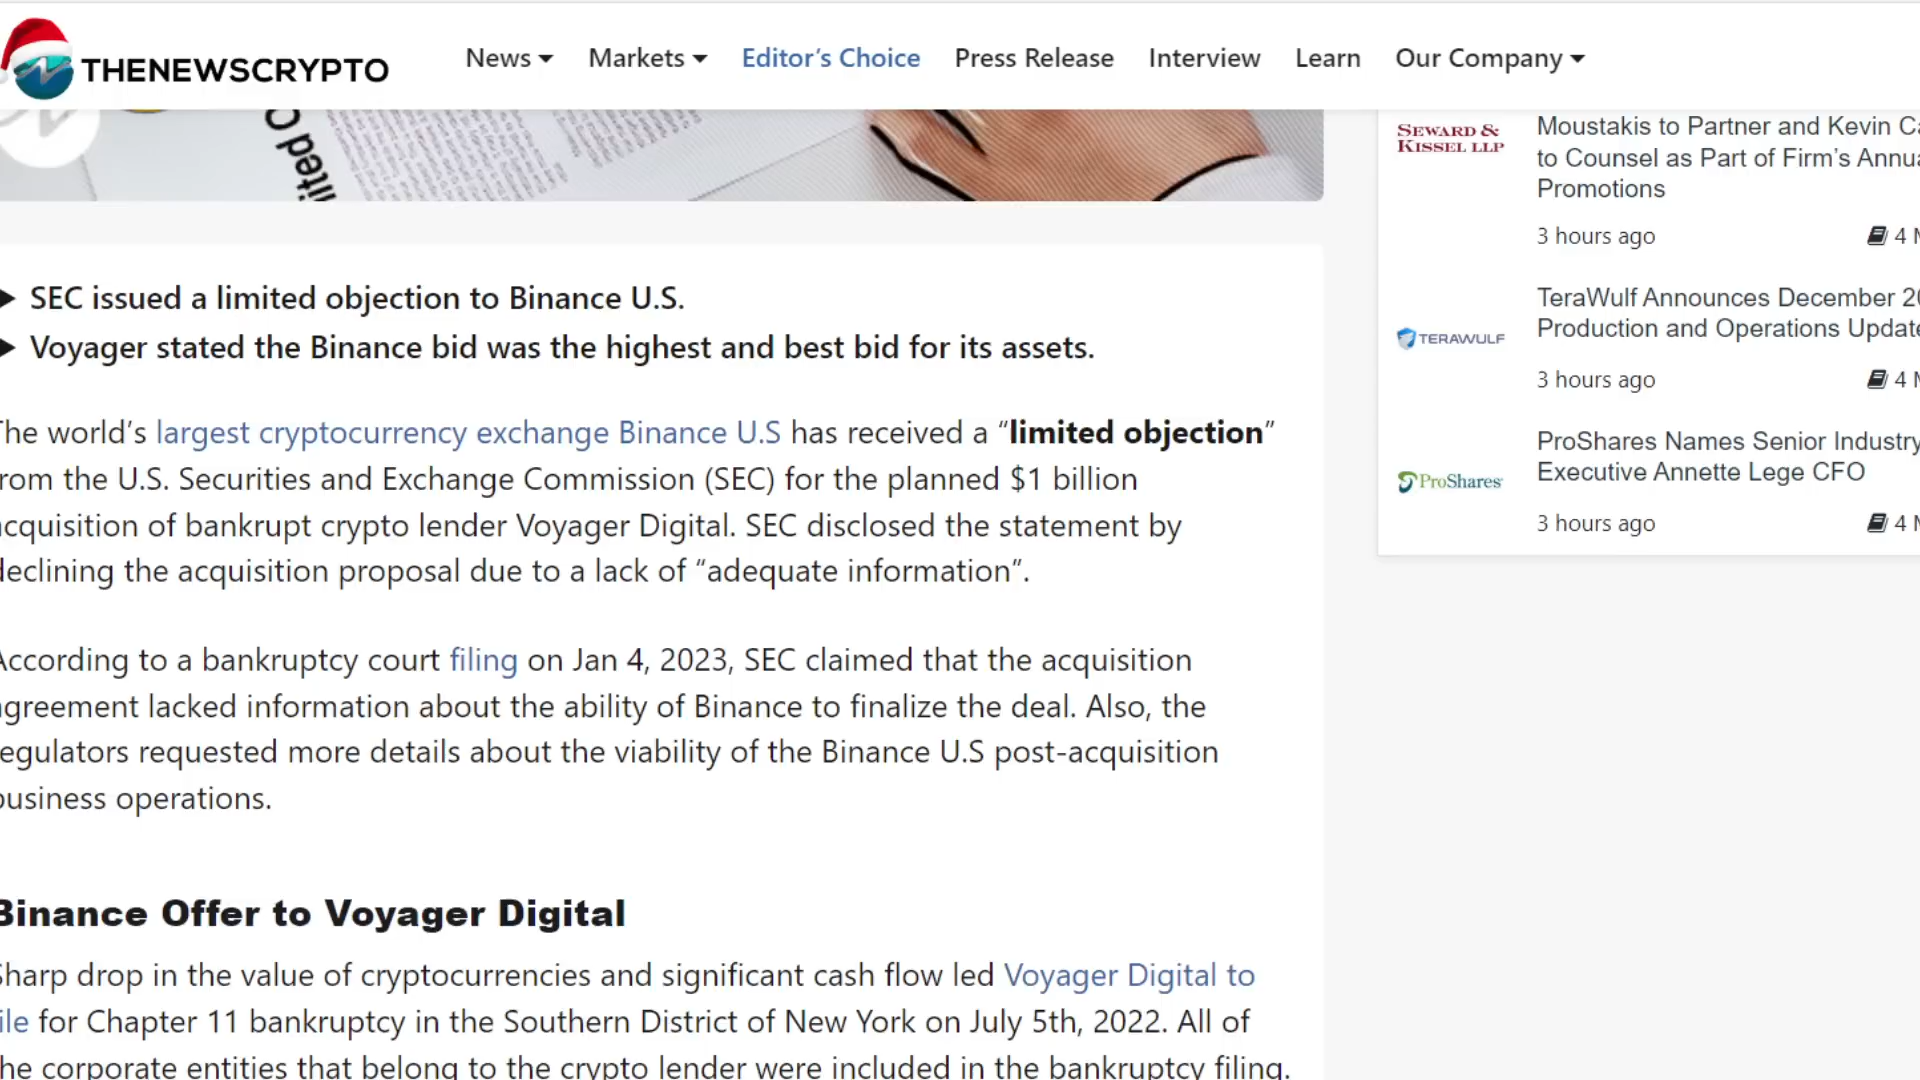 THENEWSCRYPTO
News Markets Editor’s Choice Press Release Interview Learn Our Company
SEC issued a limited objection to Binance U.S.
Voyager stated the Binance bid was the highest and best bid for its assets.
The world’s largest cryptocurrency exchange Binance U.S has received a “limited objection”
from the U.S. Securities and Exchange Commission (SEC) for the planned $1 billion
acquisition of bankrupt crypto lender Voyager Digital. SEC disclosed the statement by
declining the acquisition proposal due to a lack of “adequate information”.
According to a bankruptcy court filing on Jan 4, 2023, SEC claimed that the acquisition
agreement lacked information about the ability of Binance to finalize the deal. Also, the
regulators requested more details about the viability of the Binance U.S post-acquisition
business operations.
Binance Offer to Voyager Digital
Sharp drop in the value of cryptocurrencies and significant cash flow led Voyager Digital to
file for Chapter 11 bankruptcy in the Southern District of New York on July 5th, 2022. All of
the corporate entities that belong to the crypto lender were included in the bankruptcy filing.
SEWARD &
KISSEL LLP
Moustakis to Partner and Kevin
to Counsel as Part of Firm’s
Promotions
3 hours ago 4
TERAWULF
TeraWulf Announces December
Production and Operations Update
3 hours ago 4
ProShares
ProShares Names Senior Industry
Executive Annette Lege CFO
3 hours ago 4